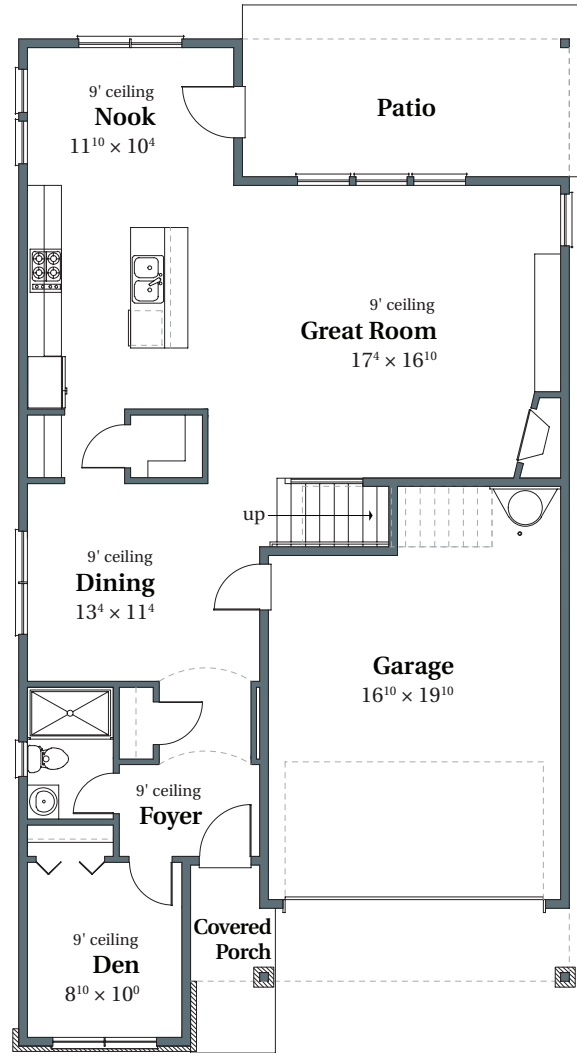 9' ceiling
Nook
11¹⁰ × 10⁴
Patio
9' ceiling
Great Room
17⁴ × 16¹⁰
up
9' ceiling
Dining
13⁴ × 11⁴
Garage
16¹⁰ × 19¹⁰
9' ceiling
Foyer
Covered
Porch
9' ceiling
Den
8¹⁰ × 10⁰